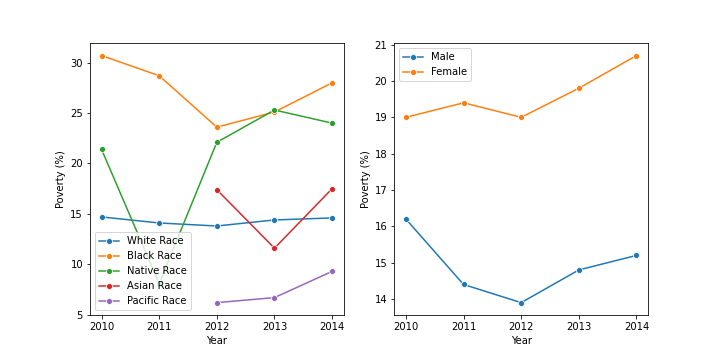 30
25
20
15
10
5
Poverty (%)
White Race
Black Race
Native Race
Asian Race
Pacific Race
2010 2011 2012 2013 2014
Year
21
20
19
18
17
16
15
14
Poverty (%)
Male
Female
2010 2011 2012 2013 2014
Year